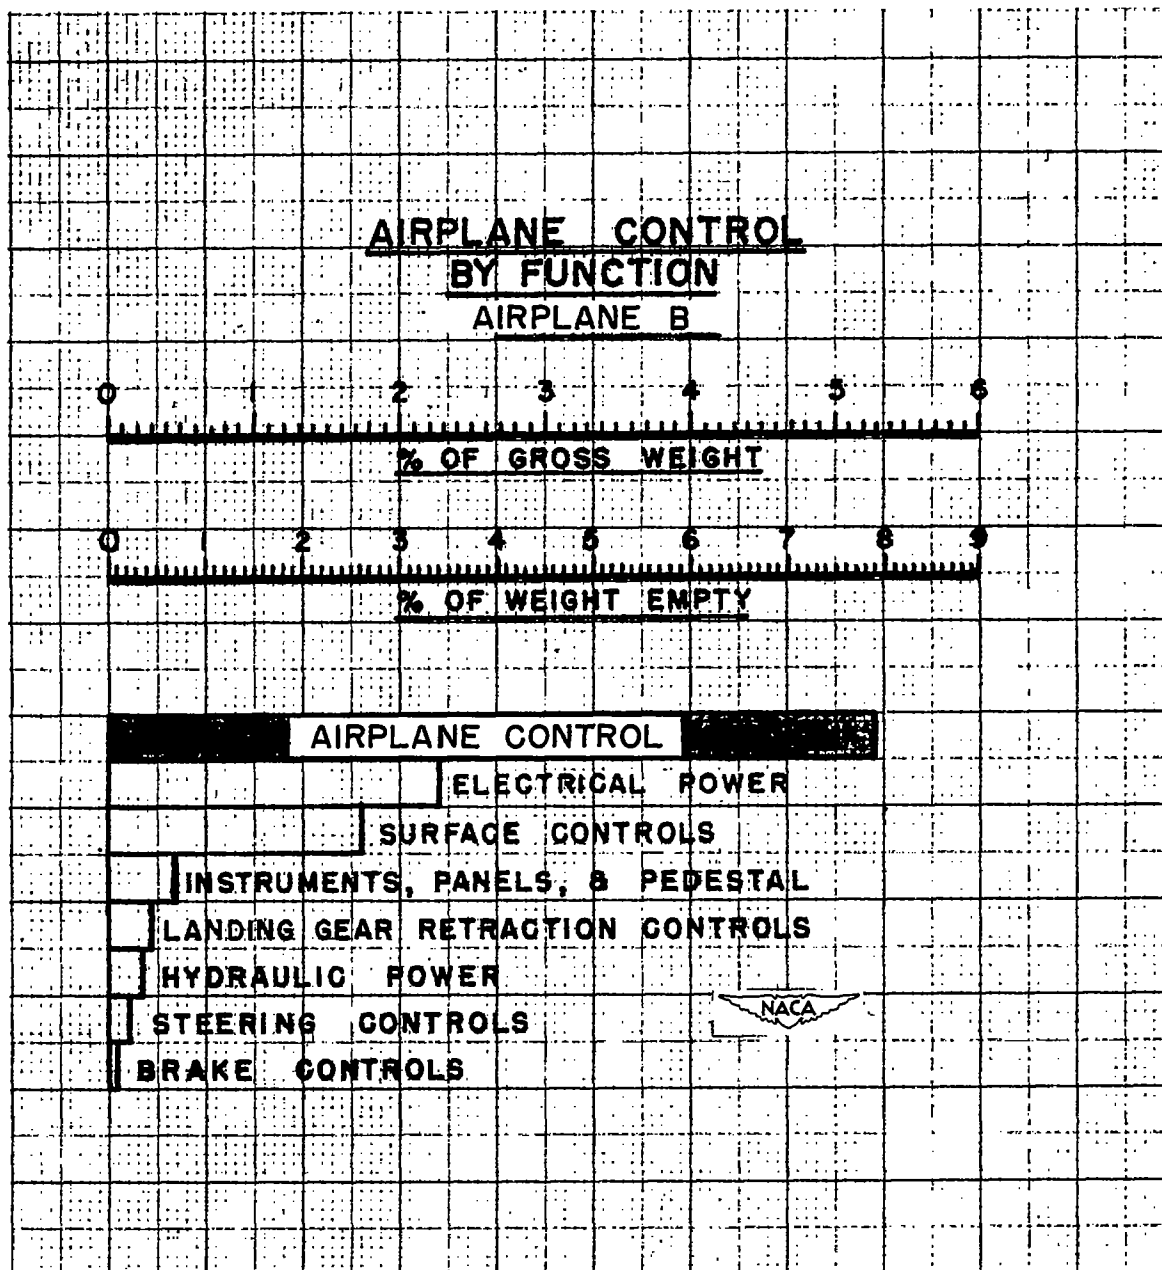 AIRPLANE CONTROL
BY FUNCTION
AIRPLANE B
0 1 2 3 4 5 6
% OF GROSS WEIGHT
0 1 2 3 4 5 6 7 8 9
% OF WEIGHT EMPTY
AIRPLANE CONTROL
ELECTRICAL POWER
SURFACE CONTROLS
INSTRUMENTS, PANELS, & PEDESTAL
LANDING GEAR RETRACTION CONTROLS
HYDRAULIC POWER
NACA
STEERING CONTROLS
BRAKE CONTROLS